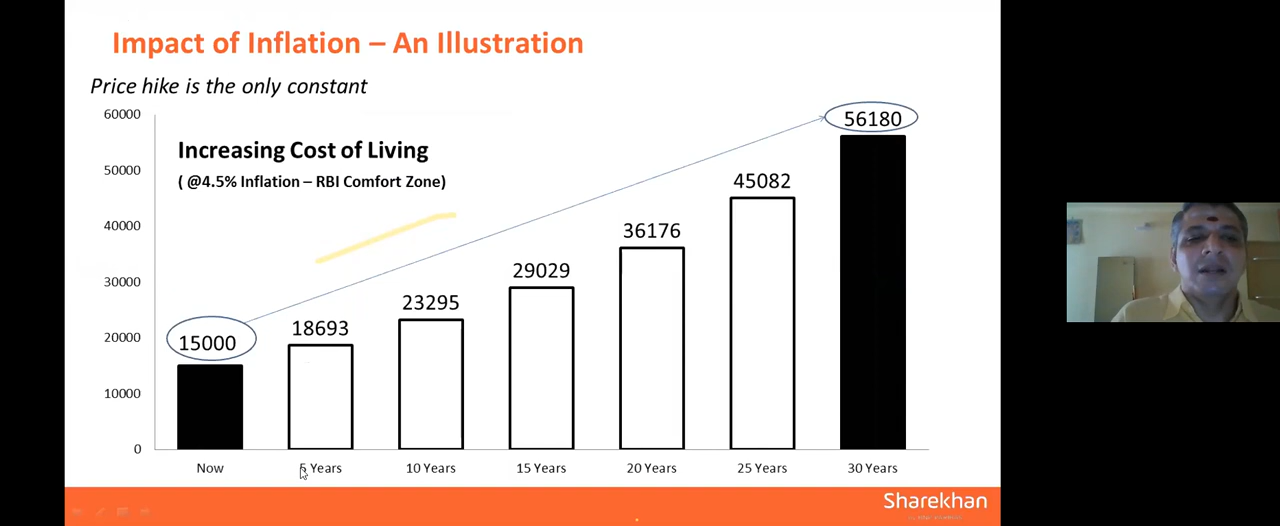 Impact of Inflation – An Illustration
Price hike is the only constant
60000
50000
40000
30000
20000
10000
0
Increasing Cost of Living
( @4.5% Inflation – RBI Comfort Zone)
15000
18693
23295
29029
36176
45082
56180
Now
5 Years
10 Years
15 Years
20 Years
25 Years
30 Years
Sharekhan